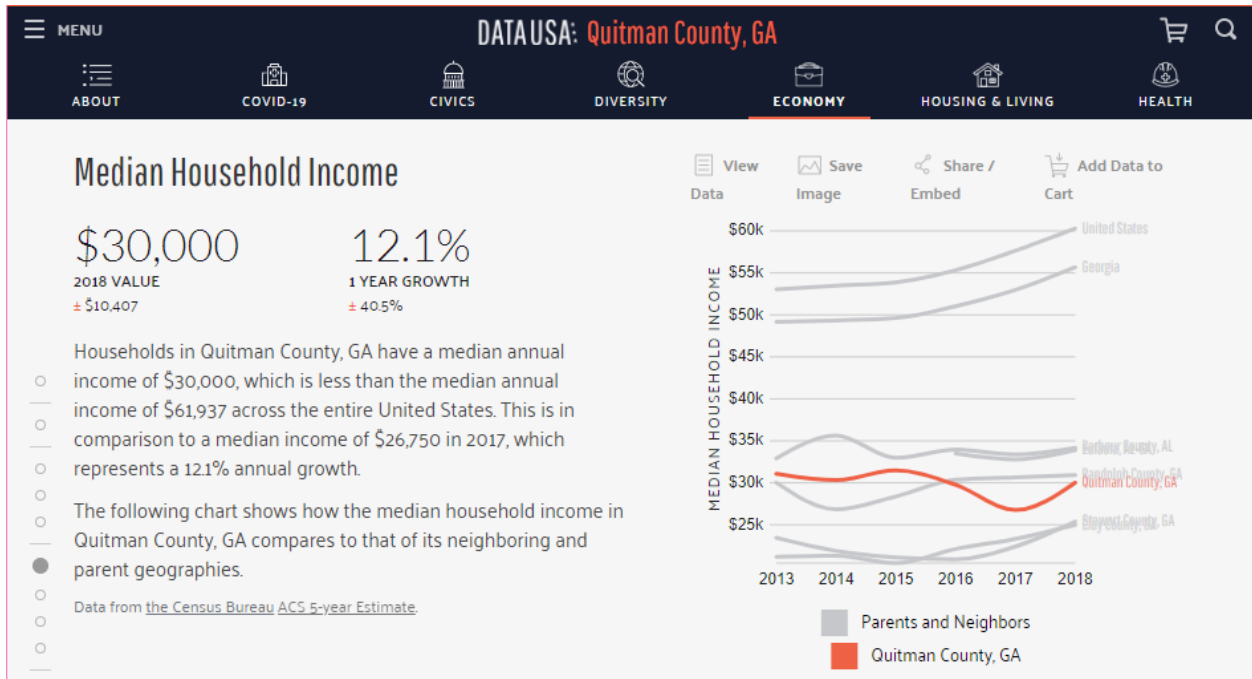 MENU
DATA USA: Quitman County, GA
ABOUT
COVID-19
CIVICS
DIVERSITY
ECONOMY
HOUSING & LIVING
HEALTH
Median Household Income
$30,000
2018 VALUE
± $10,407
12.1%
1 YEAR GROWTH
± 40.5%
Households in Quitman County, GA have a median annual
income of $30,000, which is less than the median annual
income of $61,937 across the entire United States. This is in
comparison to a median income of $26,750 in 2017, which
represents a 12.1% annual growth.
The following chart shows how the median household income in
Quitman County, GA compares to that of its neighboring and
parent geographies.
Data from the Census Bureau ACS 5-year Estimate.
View
Data
Save
Image
Share /
Embed
Add Data to
Cart
MEDIAN HOUSEHOLD INCOME
$60k
$55k
$50k
$45k
$40k
$35k
$30k
$25k
United States
Georgia
Barbour County, AL
Randolph County, GA
Quitman County, GA
Stewart County, GA
2013 2014 2015 2016 2017 2018
Parents and Neighbors
Quitman County, GA